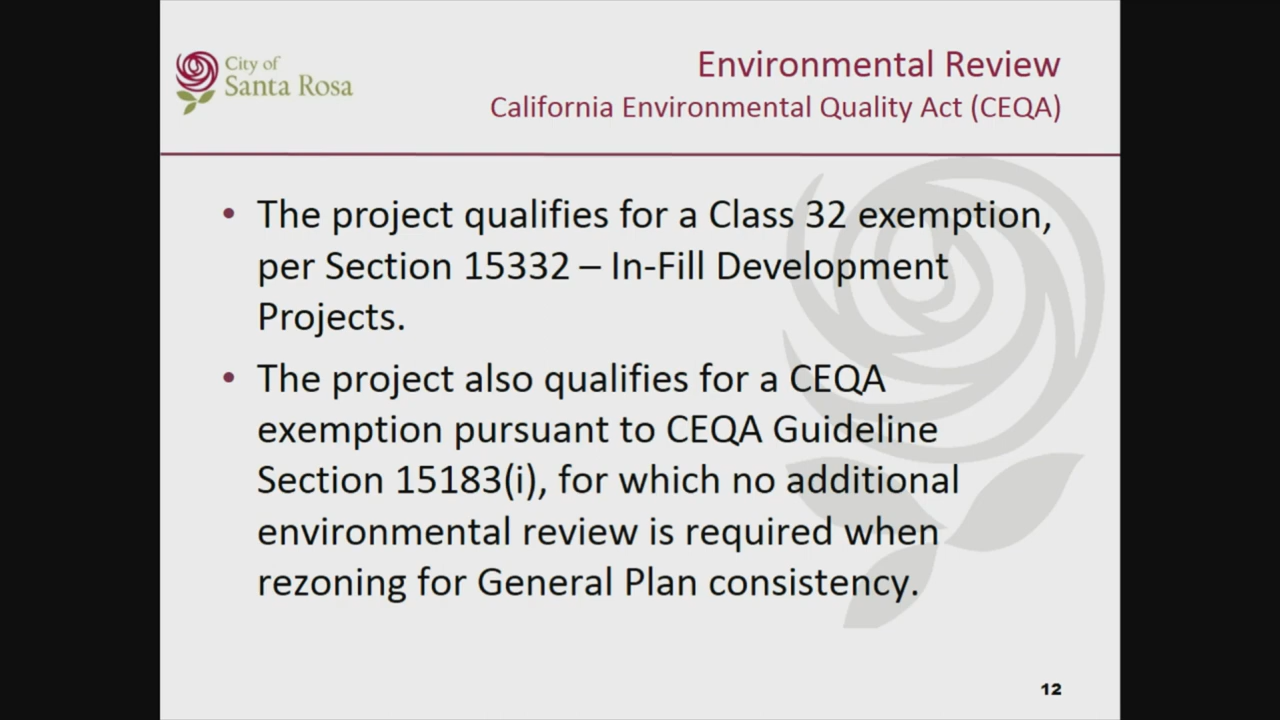 City of
Santa Rosa
Environmental Review
California Environmental Quality Act (CEQA)
• The project qualifies for a Class 32 exemption,
per Section 15332 – In-Fill Development
Projects.
• The project also qualifies for a CEQA
exemption pursuant to CEQA Guideline
Section 15183(i), for which no additional
environmental review is required when
rezoning for General Plan consistency.
12